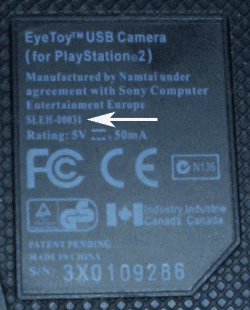 EyeToy™ USB Camera
(for PlayStation®2)
Manufactured by Namtai under
agreement with Sony Computer
Entertainment Europe
SLEH-00031
Rating: 5V ⎓, 50mA
FC CE N136
Industry Industrie
Canada Canada
PATENT PENDING
MADE IN CHINA
S/N: 3X0109286